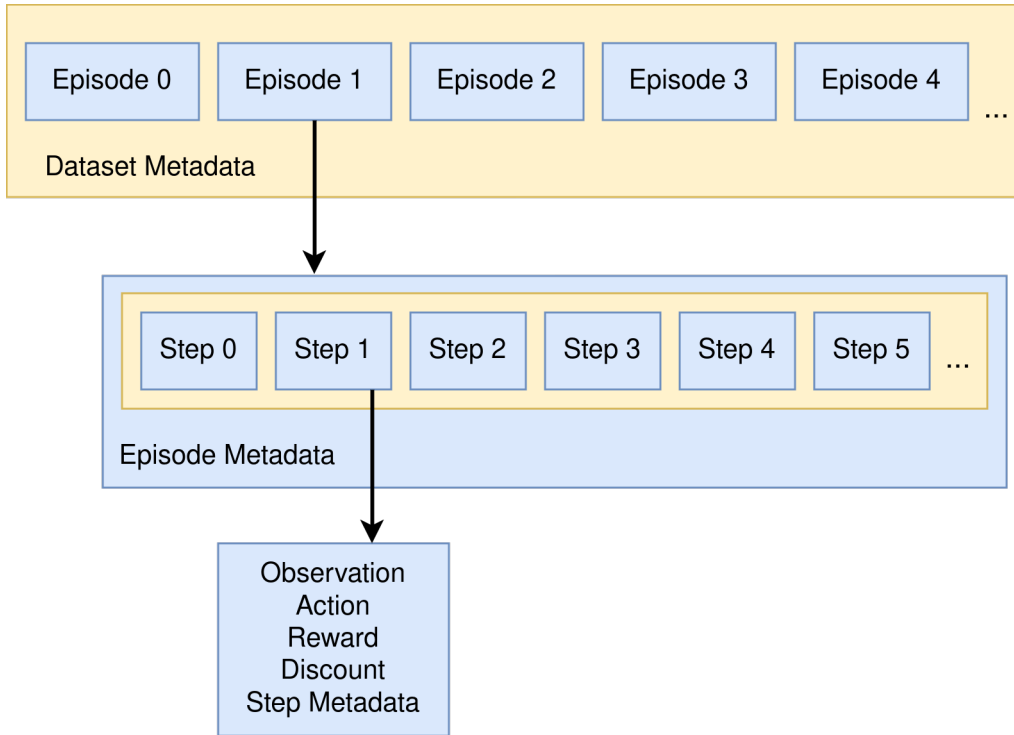 Episode 0 Episode 1 Episode 2 Episode 3 Episode 4 ...
Dataset Metadata
Step 0 Step 1 Step 2 Step 3 Step 4 Step 5 ...
Episode Metadata
Observation
Action
Reward
Discount
Step Metadata